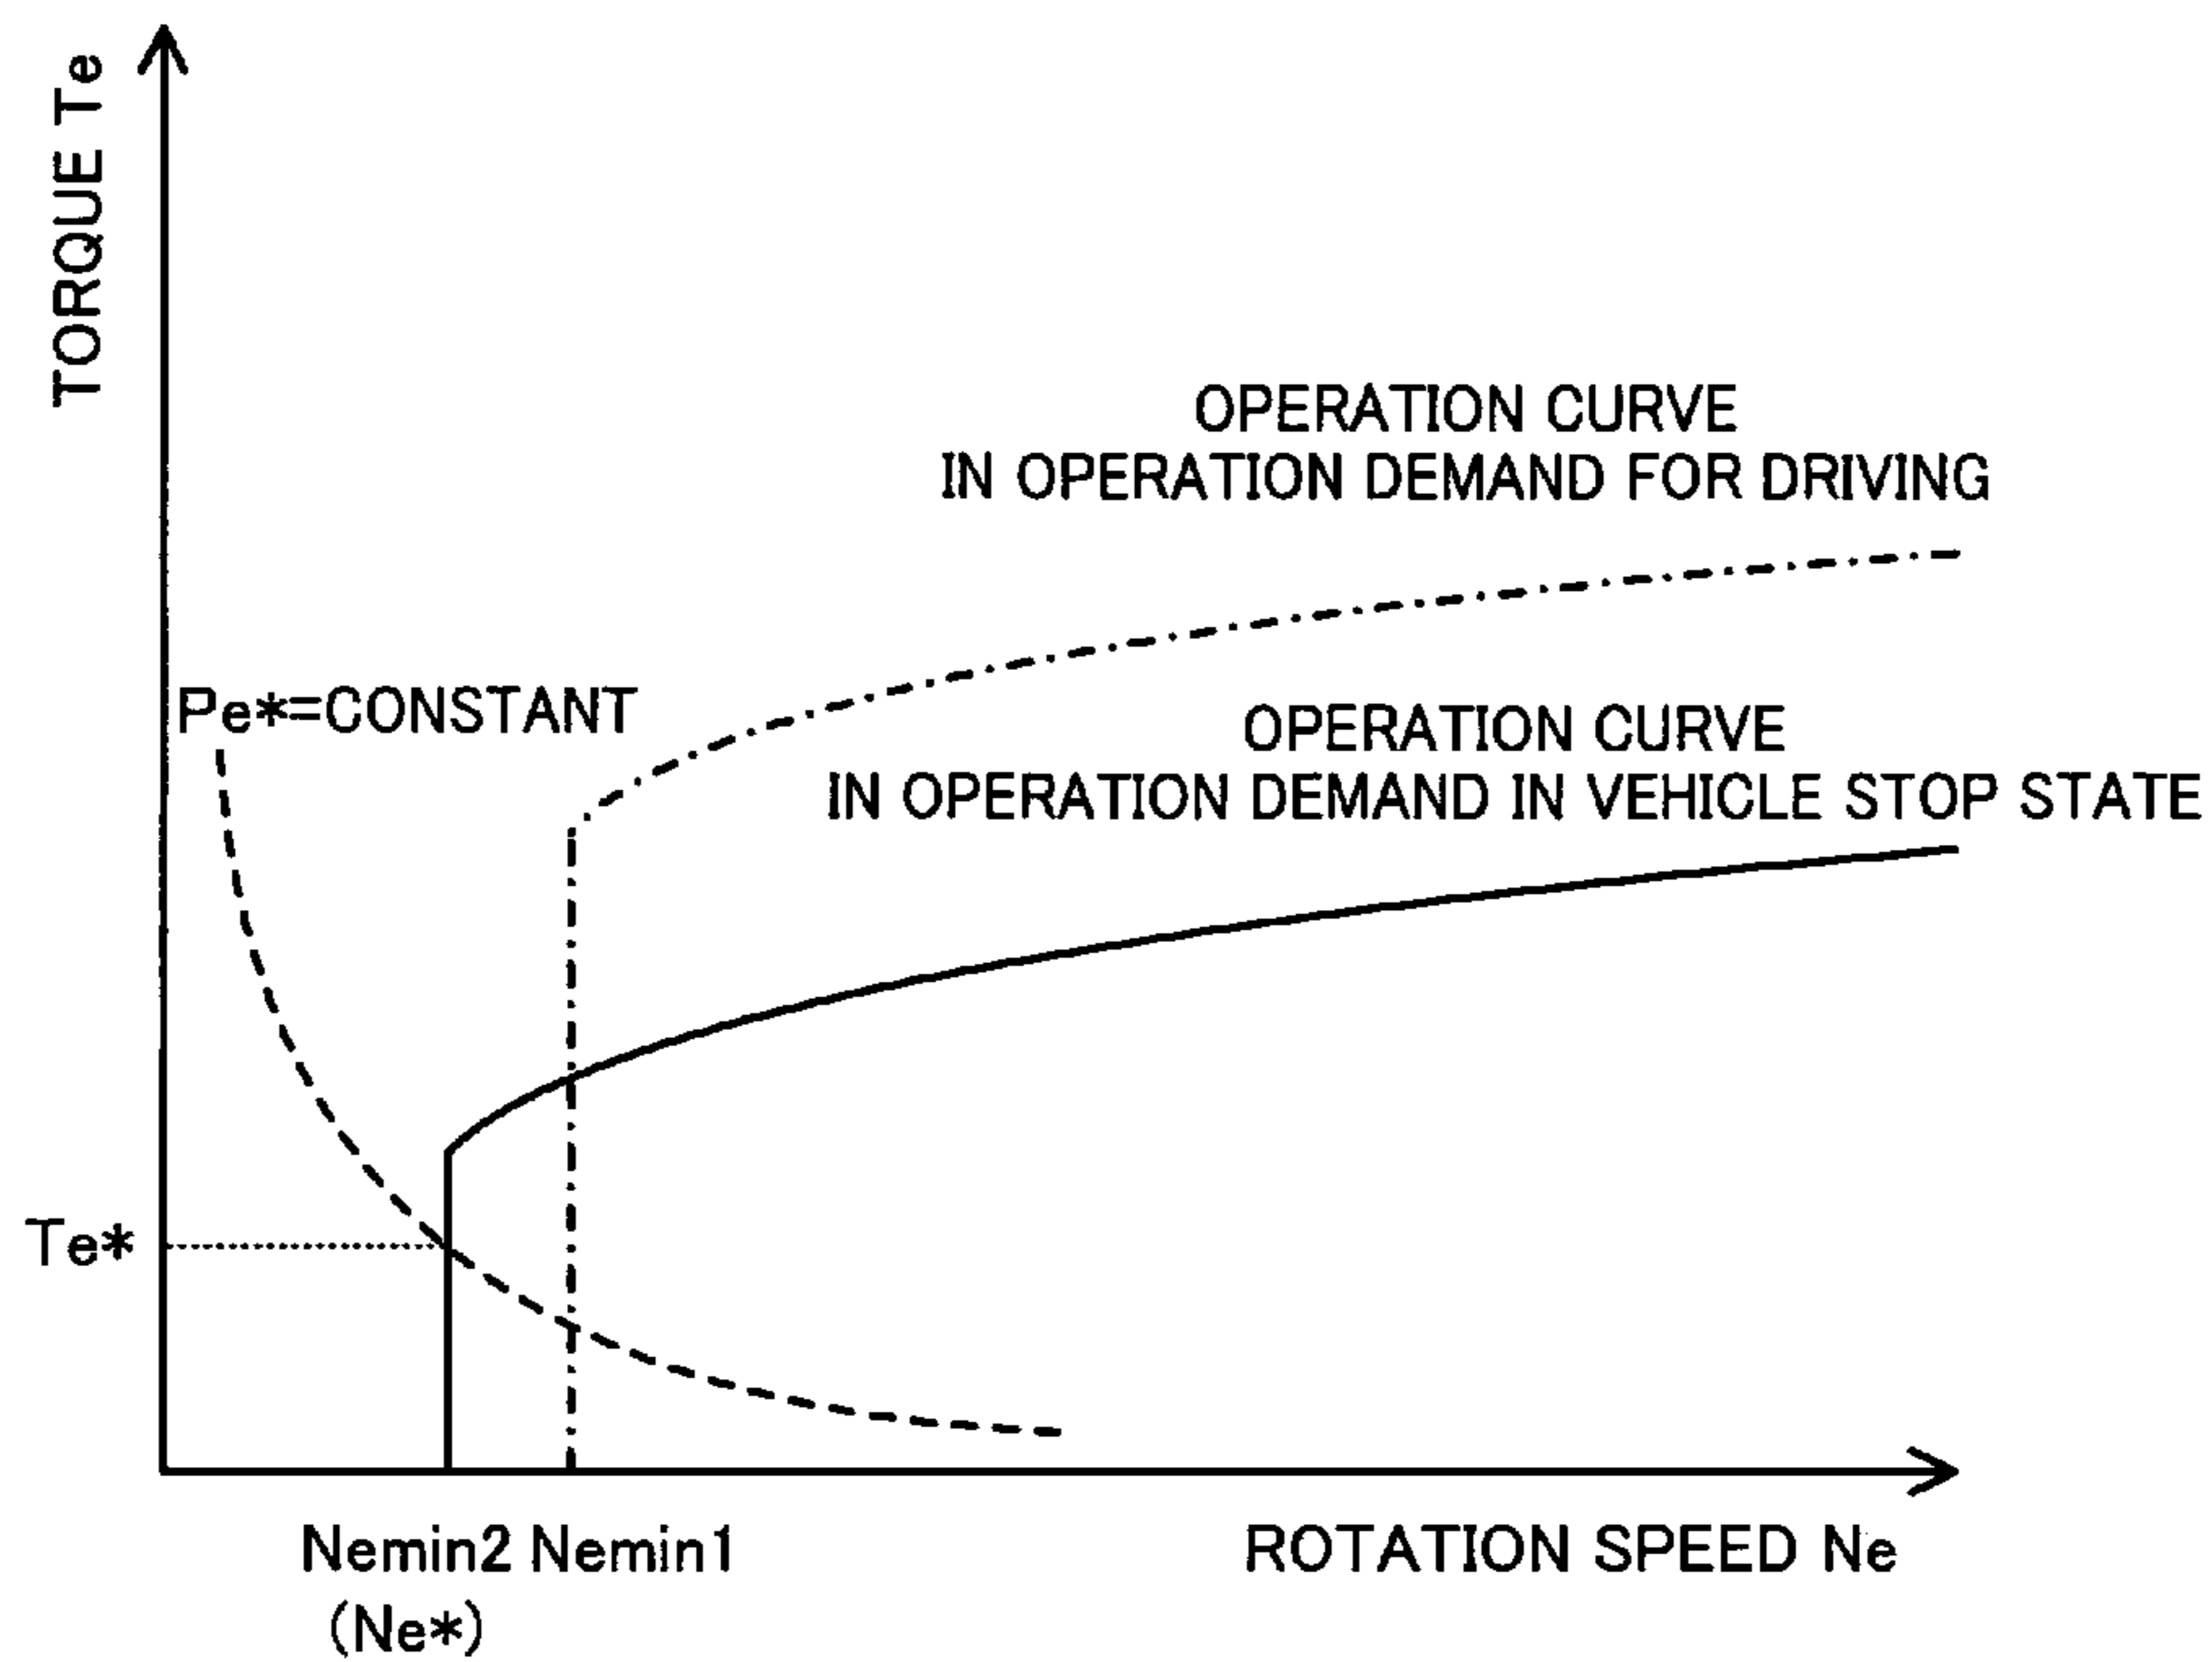 TORQUE Te
OPERATION CURVE
IN OPERATION DEMAND FOR DRIVING
Pe*=CONSTANT
OPERATION CURVE
IN OPERATION DEMAND IN VEHICLE STOP STATE
Te*
Nemin2 Nemin1
(Ne*)
ROTATION SPEED Ne